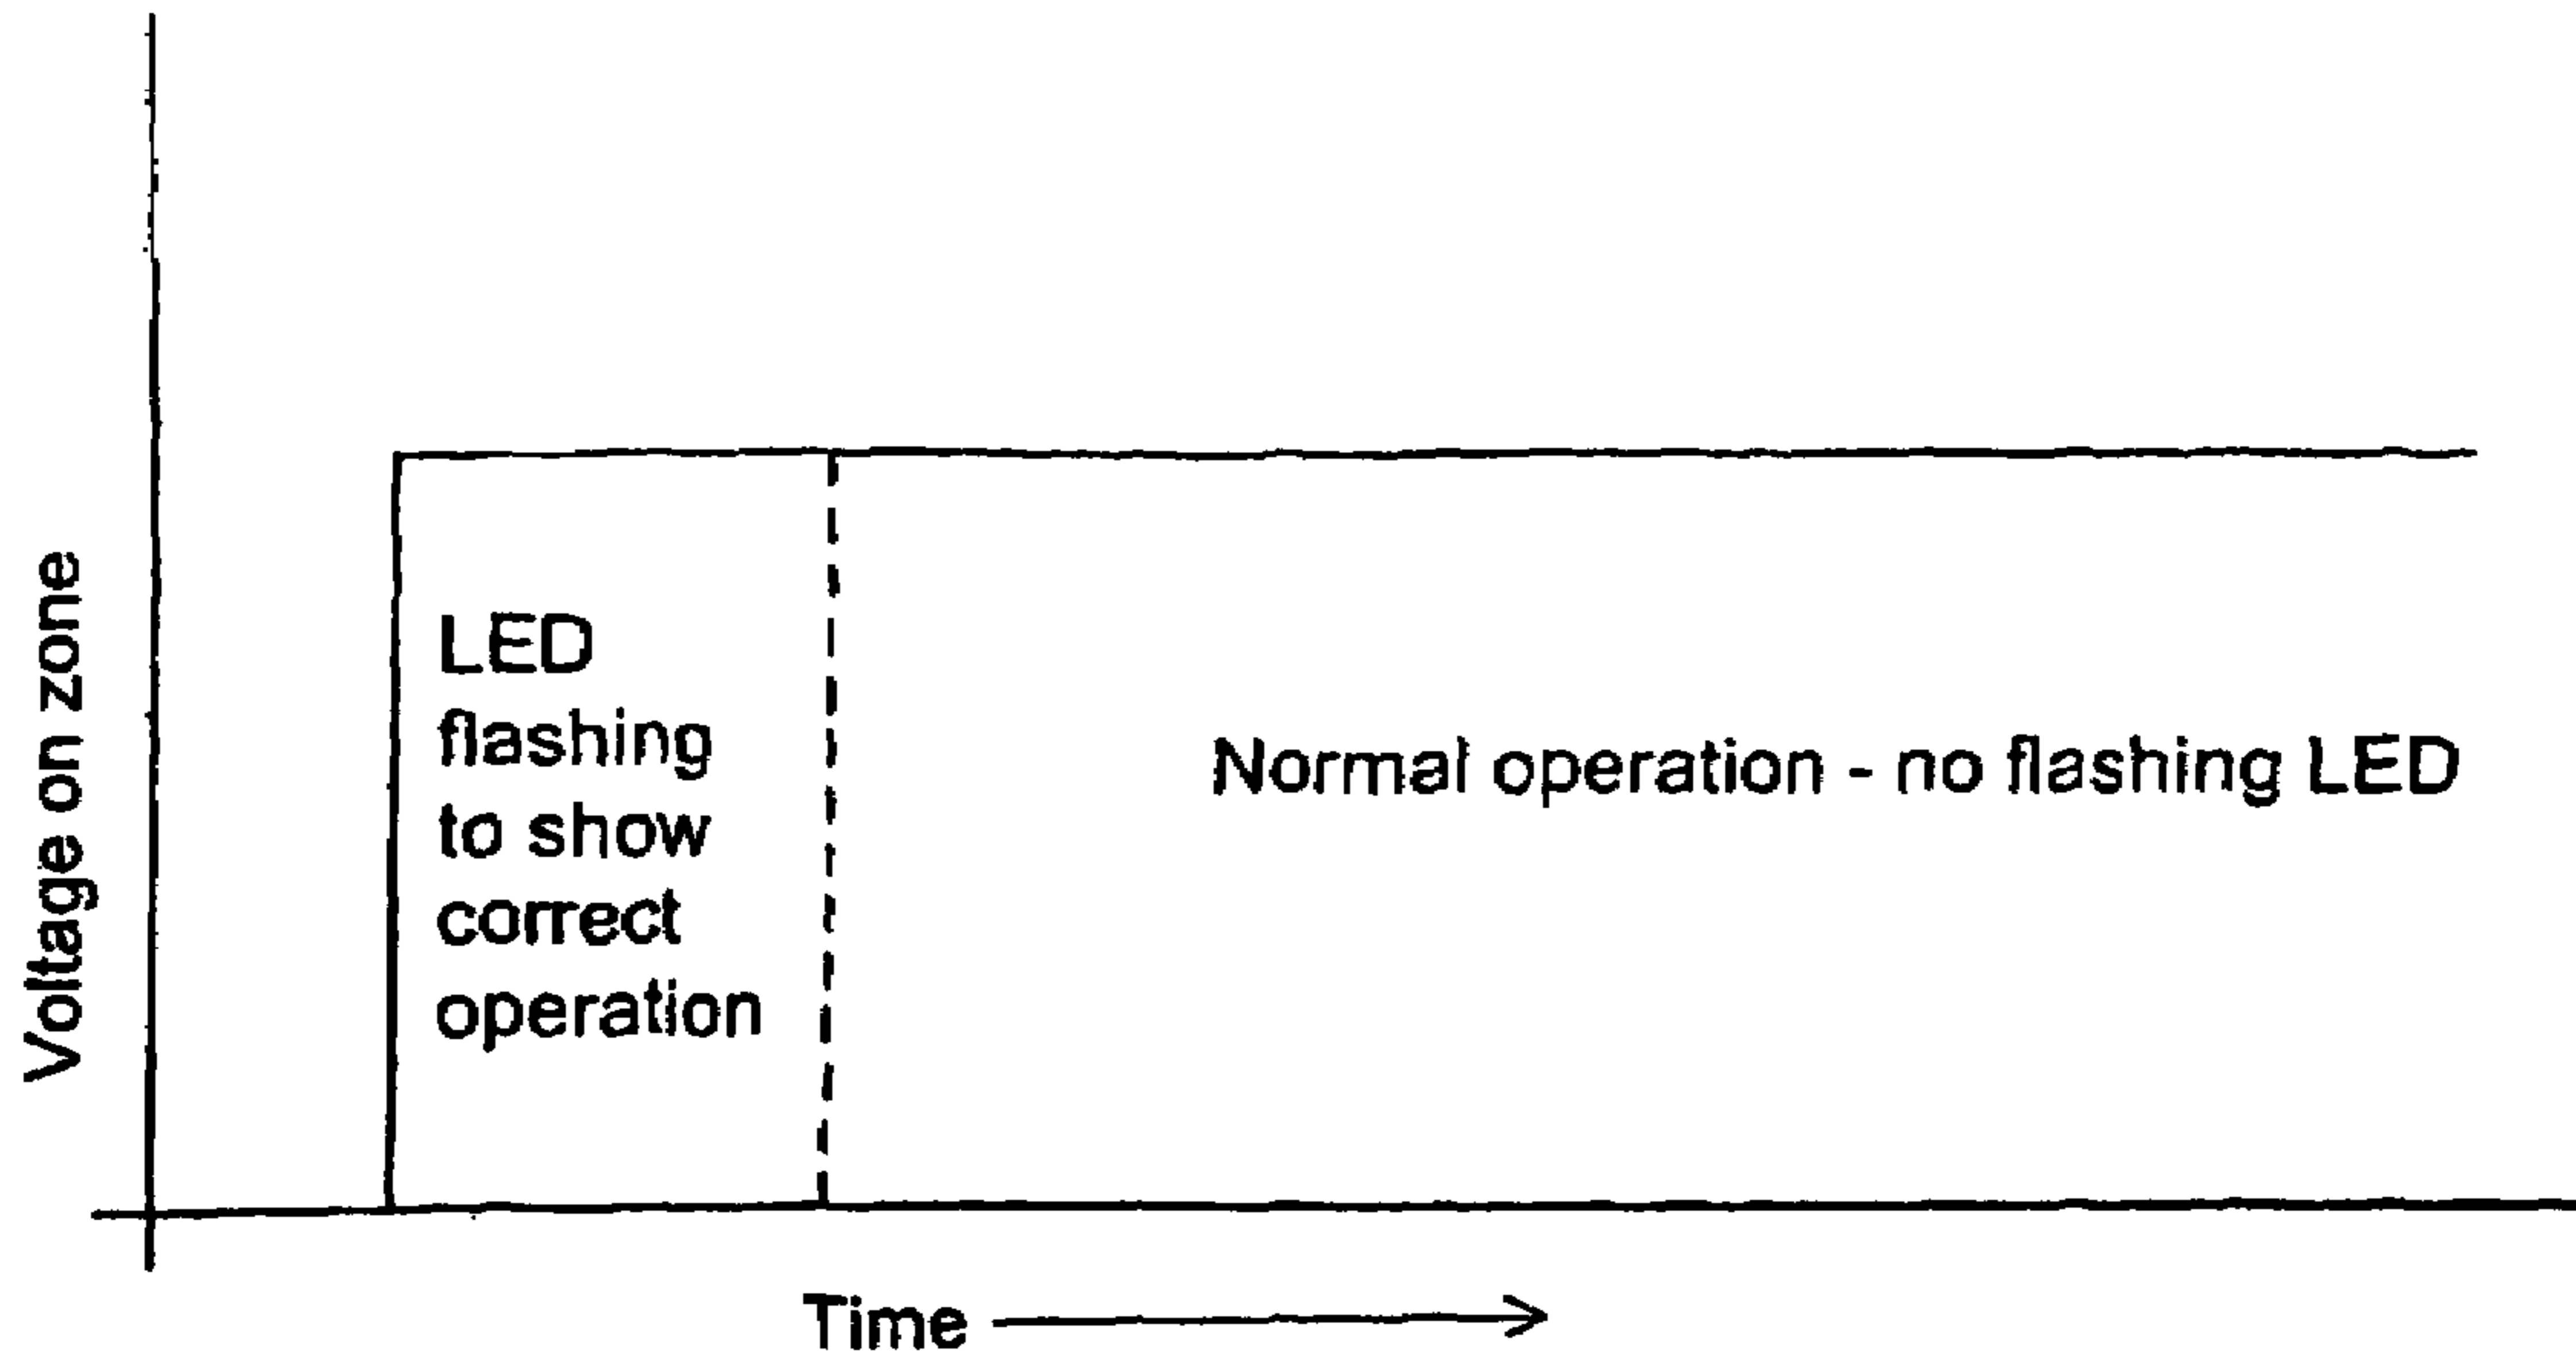 Voltage on zone
LED
flashing
to show
correct
operation
Normal operation - no flashing LED
Time